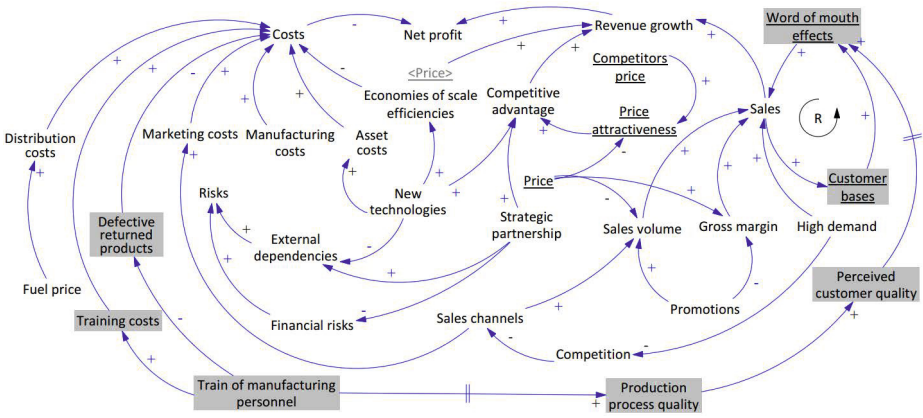 Costs
Net profit
Revenue growth
Word of mouth
effects
<Price>
Competitors
price
Economies of scale
efficiencies
Competitive
advantage
Price
attractiveness
Sales
R
Distribution
costs
Marketing costs
Manufacturing
costs
Asset
costs
Customer
bases
Risks
New
technologies
Price
Strategic
partnership
Sales volume
Gross margin
High demand
Defective
returned
products
External
dependencies
Fuel price
Perceived
customer quality
Training costs
Financial risks
Sales channels
Promotions
Competition
Train of manufacturing
personnel
Production
process quality